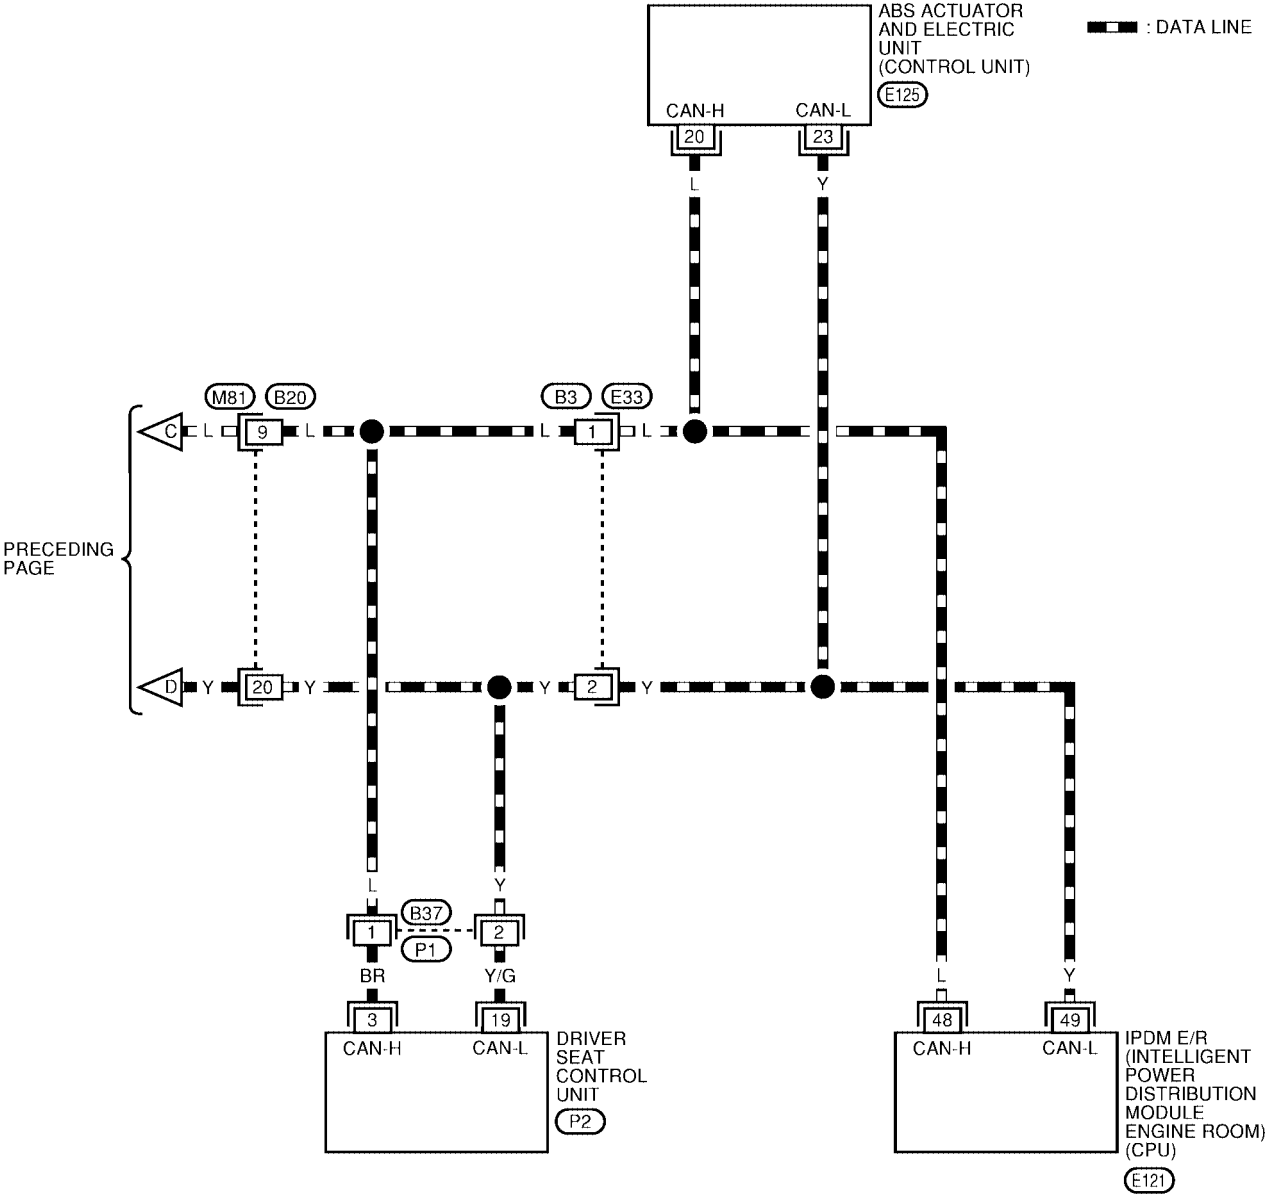 ABS ACTUATOR
AND ELECTRIC
UNIT
(CONTROL UNIT)
E125
: DATA LINE
CAN-H
CAN-L
20
23
L
Y
M81
B20
B3
E33
C
L
9
L
L
1
L
PRECEDING
PAGE
D
Y
20
Y
Y
2
Y
L
Y
1
B37
2
P1
BR
Y/G
L
Y
3
19
48
49
CAN-H
CAN-L
DRIVER
SEAT
CONTROL
UNIT
P2
CAN-H
CAN-L
IPDM E/R
(INTELLIGENT
POWER
DISTRIBUTION
MODULE
ENGINE ROOM)
(CPU)
E121